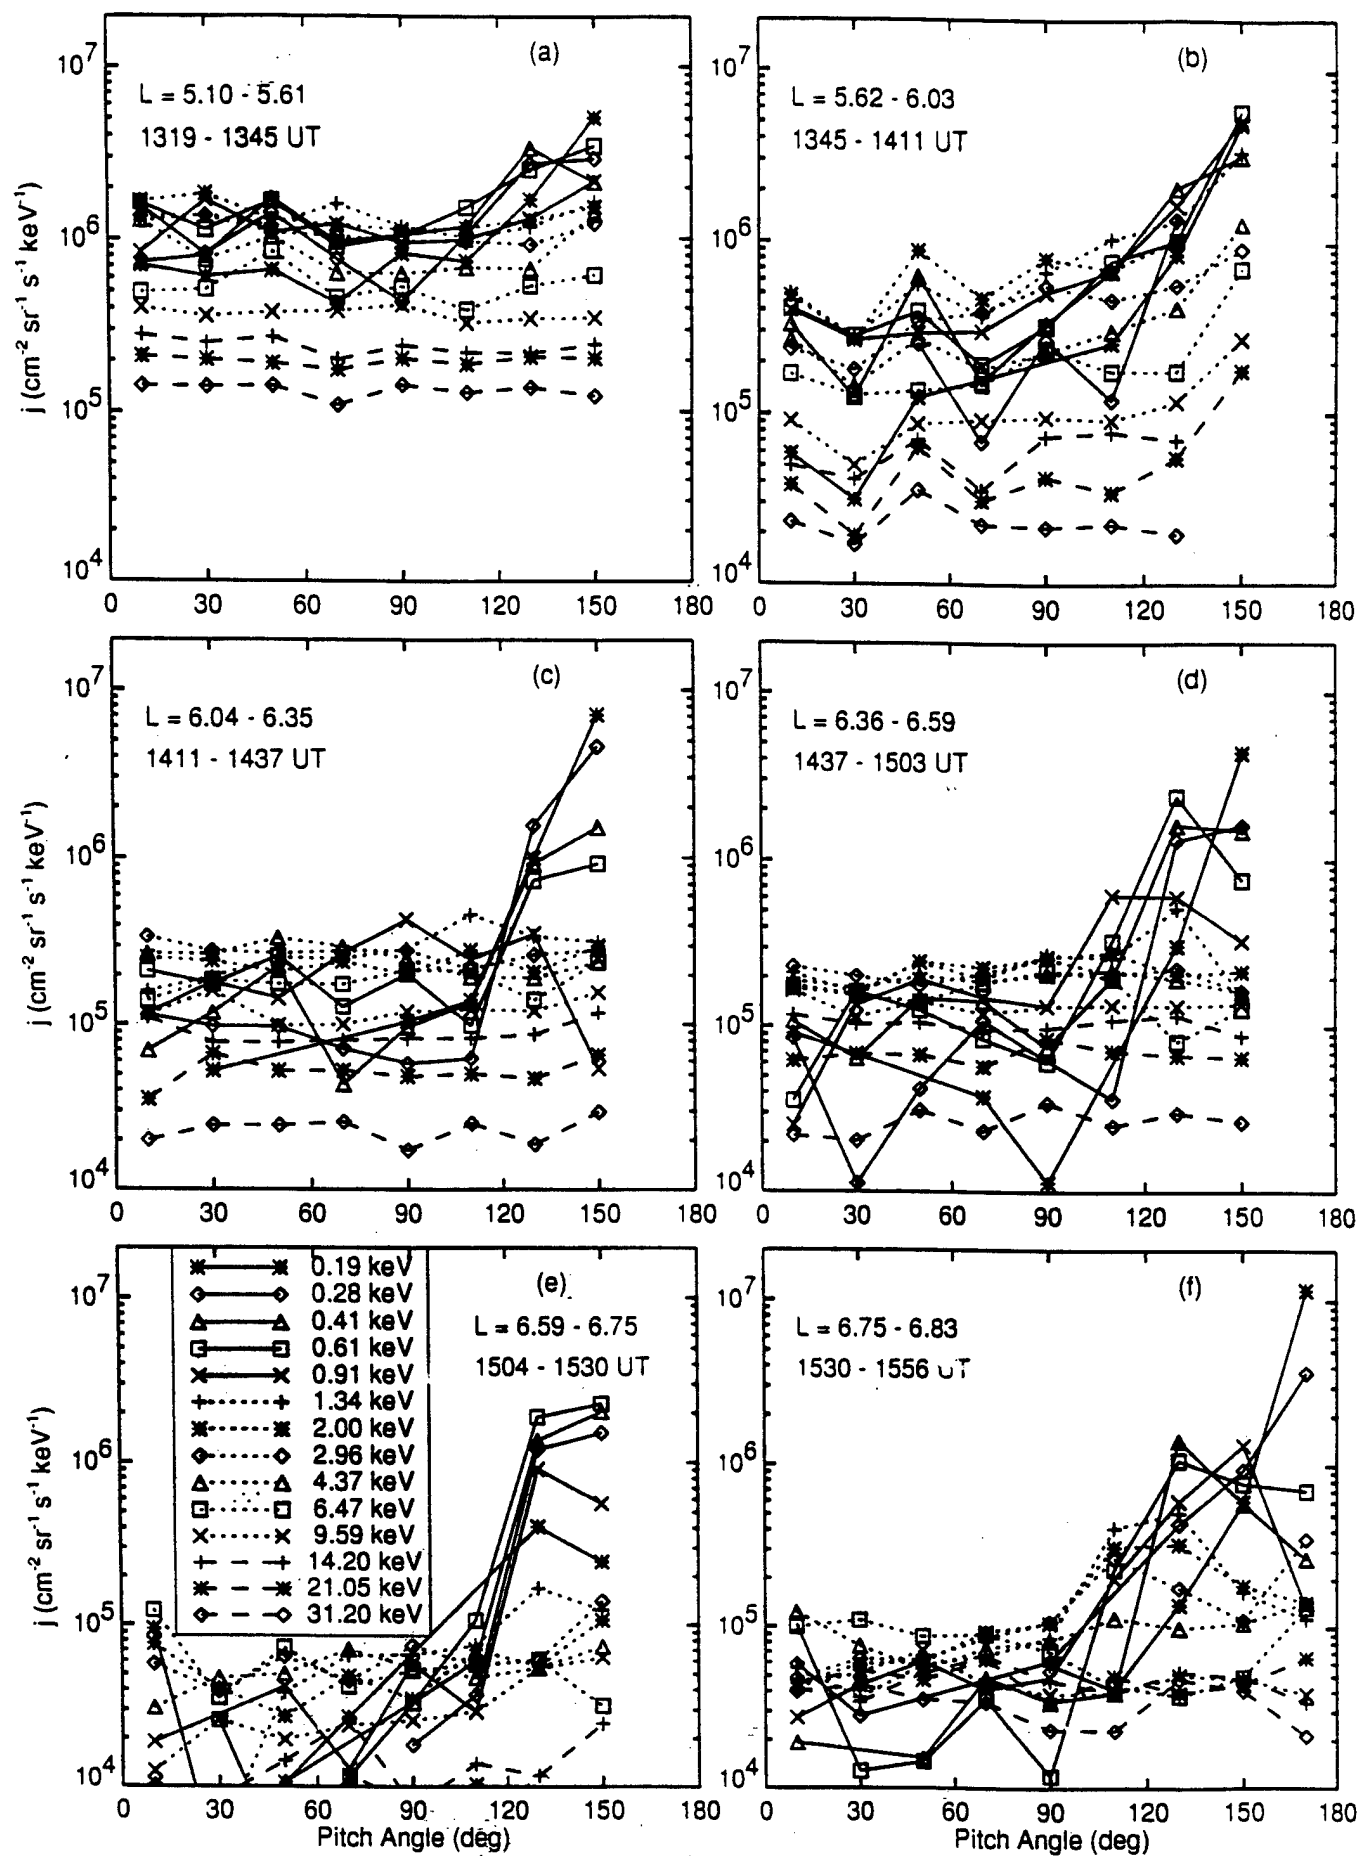 (a)
L = 5.10 - 5.61
1319 - 1345 UT
10⁷
10⁶
10⁵
10⁴
j (cm⁻² sr⁻¹ s⁻¹ keV⁻¹)
0 30 60 90 120 150 180
(b)
L = 5.62 - 6.03
1345 - 1411 UT
10⁷
10⁶
10⁵
10⁴
0 30 60 90 120 150 180
(c)
L = 6.04 - 6.35
1411 - 1437 UT
10⁷
10⁶
10⁵
10⁴
j (cm⁻² sr⁻¹ s⁻¹ keV⁻¹)
0 30 60 90 120 150 180
(d)
L = 6.36 - 6.59
1437 - 1503 UT
10⁷
10⁶
10⁵
10⁴
0 30 60 90 120 150 180
(e)
L = 6.59 - 6.75
1504 - 1530 UT
0.19 keV
0.28 keV
0.41 keV
0.61 keV
0.91 keV
1.34 keV
2.00 keV
2.96 keV
4.37 keV
6.47 keV
9.59 keV
14.20 keV
21.05 keV
31.20 keV
10⁷
10⁶
10⁵
10⁴
j (cm⁻² sr⁻¹ s⁻¹ keV⁻¹)
0 30 60 90 120 150 180
Pitch Angle (deg)
(f)
L = 6.75 - 6.83
1530 - 1556 UT
10⁷
10⁶
10⁵
10⁴
0 30 60 90 120 150 180
Pitch Angle (deg)